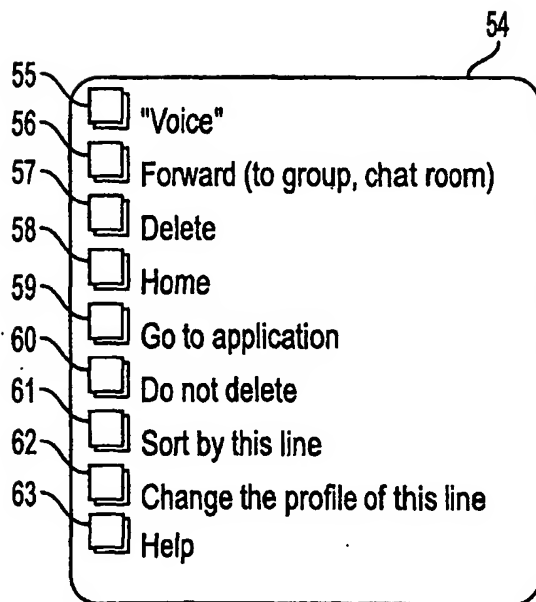 54
55 "Voice"
56 Forward (to group, chat room)
57 Delete
58 Home
59 Go to application
60 Do not delete
61 Sort by this line
62 Change the profile of this line
63 Help